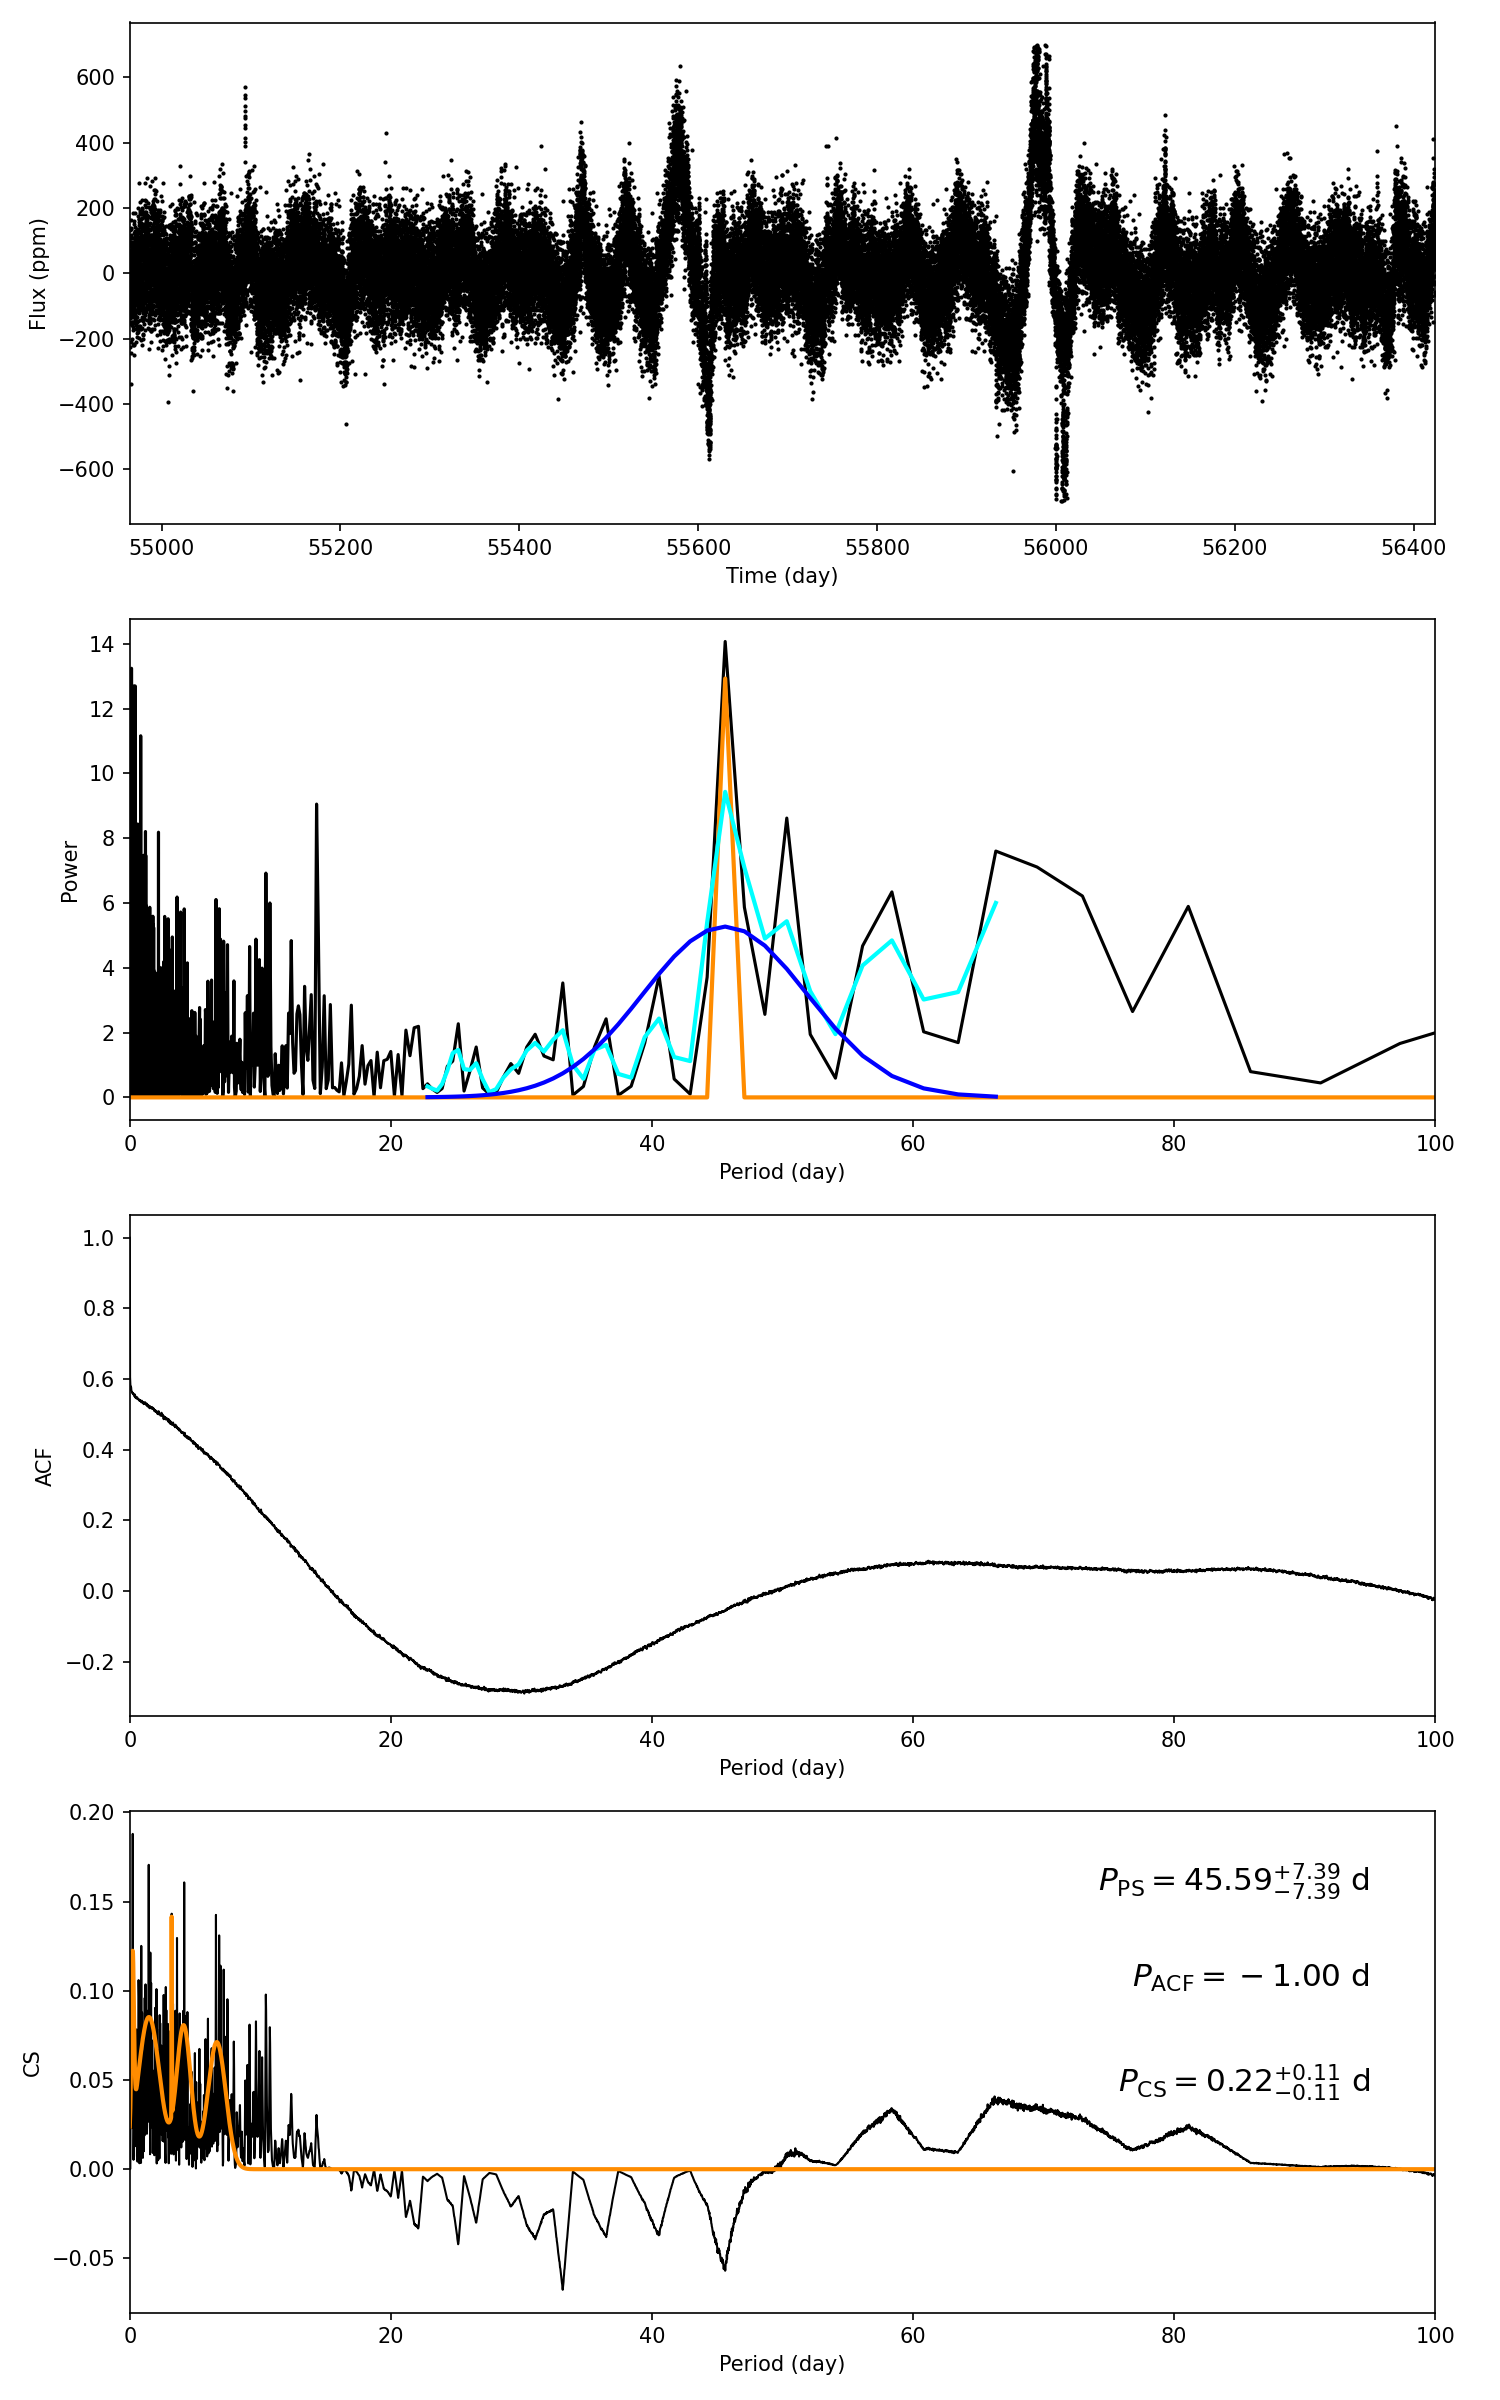 600
400
200
0
−200
−400
−600
Flux (ppm)
55000 55200 55400 55600 55800 56000 56200 56400
Time (day)
14
12
10
8
6
4
2
0
Power
0 20 40 60 80 100
Period (day)
1.0
0.8
0.6
0.4
0.2
0.0
−0.2
ACF
0 20 40 60 80 100
Period (day)
0.20
0.15
0.10
0.05
0.00
−0.05
CS
P_PS = 45.59^{+7.39}_{−7.39} d
P_ACF = −1.00 d
P_CS = 0.22^{+0.11}_{−0.11} d
0 20 40 60 80 100
Period (day)